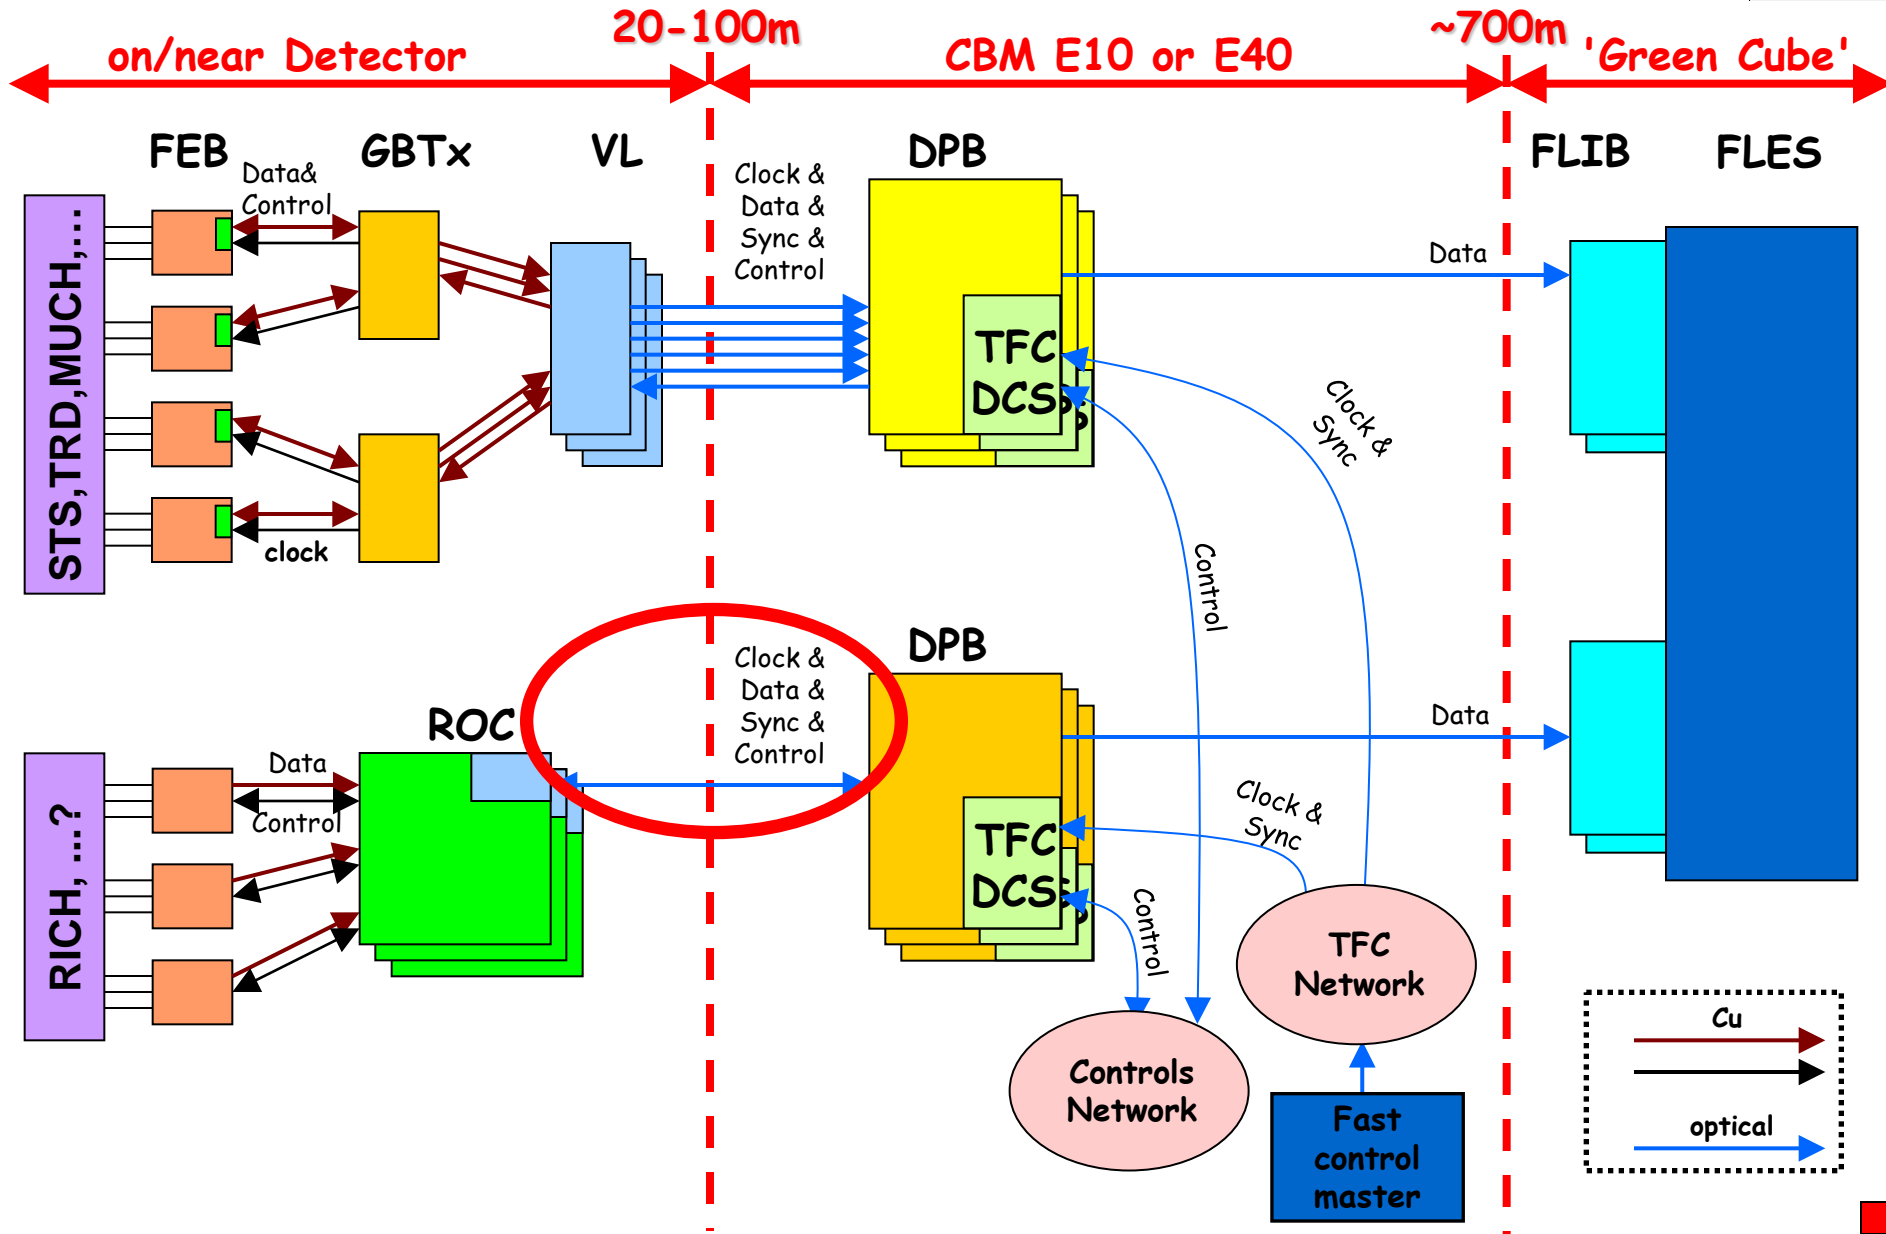 20-100m
~700m
on/near Detector
CBM E10 or E40
'Green Cube'
FEB
GBTx
VL
DPB
FLIB
FLES
Data&
Control
Clock &
Data &
Sync &
Control
Data
STS,TRD,MUCH,...
TFC
DCS
Clock &
Sync
clock
Control
DPB
Clock &
Data &
Sync &
Control
ROC
Data
Data
Control
RICH, ...?
Clock &
Sync
TFC
DCS
Control
TFC
Network
Controls
Network
Fast
control
master
Cu
optical